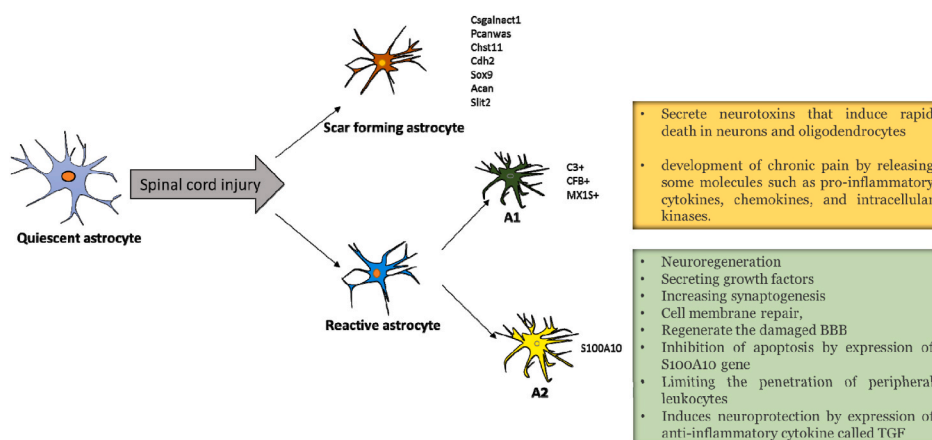 Csgalnect1
Pcanwas
Chst11
Cdh2
Sox9
Acan
Slit2
Scar forming astrocyte
Spinal cord injury
Quiescent astrocyte
C3+
CFB+
MX1S+
A1
Reactive astrocyte
S100A10
A2
• Secrete neurotoxins that induce rapid
death in neurons and oligodendrocytes
• development of chronic pain by releasing
some molecules such as pro-inflammatory
cytokines, chemokines, and intracellular
kinases.
• Neuroregeneration
• Secreting growth factors
• Increasing synaptogenesis
• Cell membrane repair,
• Regenerate the damaged BBB
• Inhibition of apoptosis by expression of
S100A10 gene
• Limiting the penetration of peripheral
leukocytes
• Induces neuroprotection by expression of
anti-inflammatory cytokine called TGF